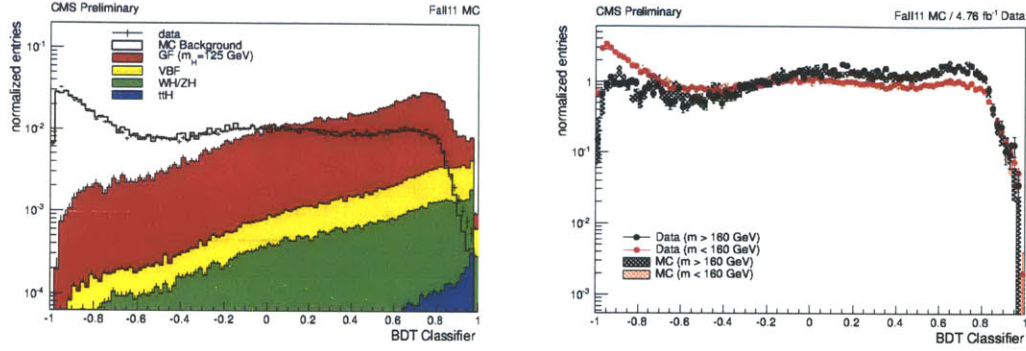 CMS Preliminary
Fall11 MC
data
MC Background
GF (m_H=125 GeV)
VBF
WH/ZH
ttH
normalized entries
10⁻¹
10⁻²
10⁻³
10⁻⁴
-1 -0.8 -0.6 -0.4 -0.2 0 0.2 0.4 0.6 0.8 1
BDT Classifier
CMS Preliminary
Fall11 MC / 4.76 fb⁻¹ Data
normalized entries
1
10⁻¹
10⁻²
10⁻³
Data (m > 160 GeV)
Data (m < 160 GeV)
MC (m > 160 GeV)
MC (m < 160 GeV)
-1 -0.8 -0.6 -0.4 -0.2 0 0.2 0.4 0.6 0.8 1
BDT Classifier